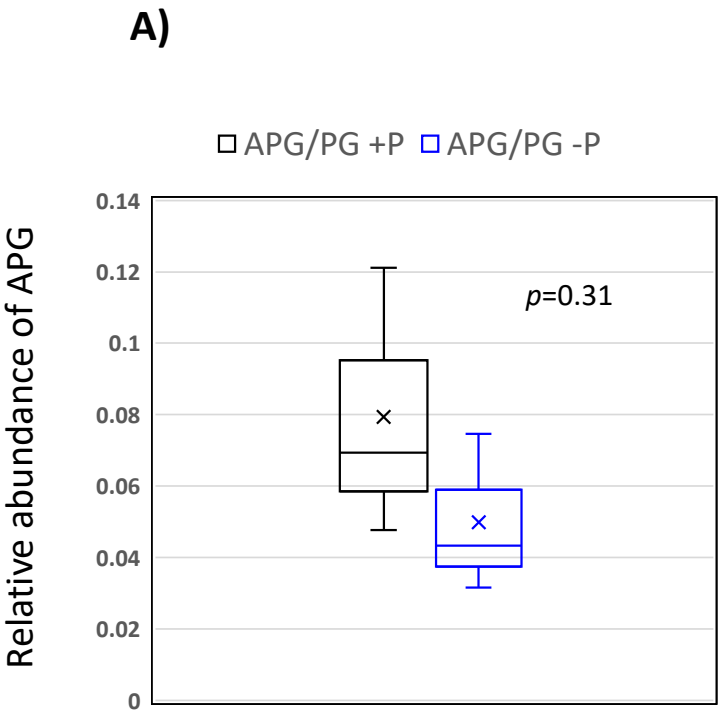 A)
APG/PG +P APG/PG -P
Relative abundance of APG
0.14
0.12
p=0.31
0.1
0.08
0.06
0.04
0.02
0